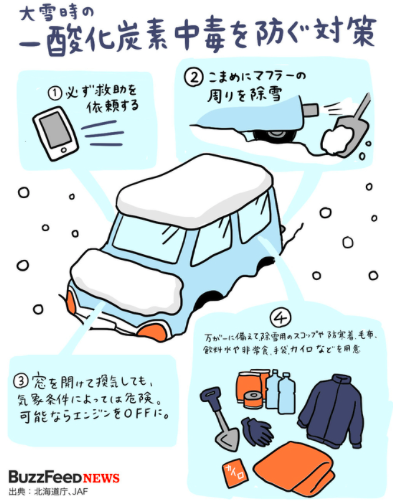 大雪時の
一酸化炭素中毒を防ぐ対策
①必ず救助を
依頼する
②こまめにマフラーの
周りを除雪
③窓を開けて換気しても、
気象条件によっては危険。
可能ならエンジンをOFFに。
④
万が一に備えて除雪用のスコップや防寒着、毛布、
飲料水や非常食、手袋、カイロなどを用意
カイロ
BuzzFeed NEWS
出典：北海道庁、JAF